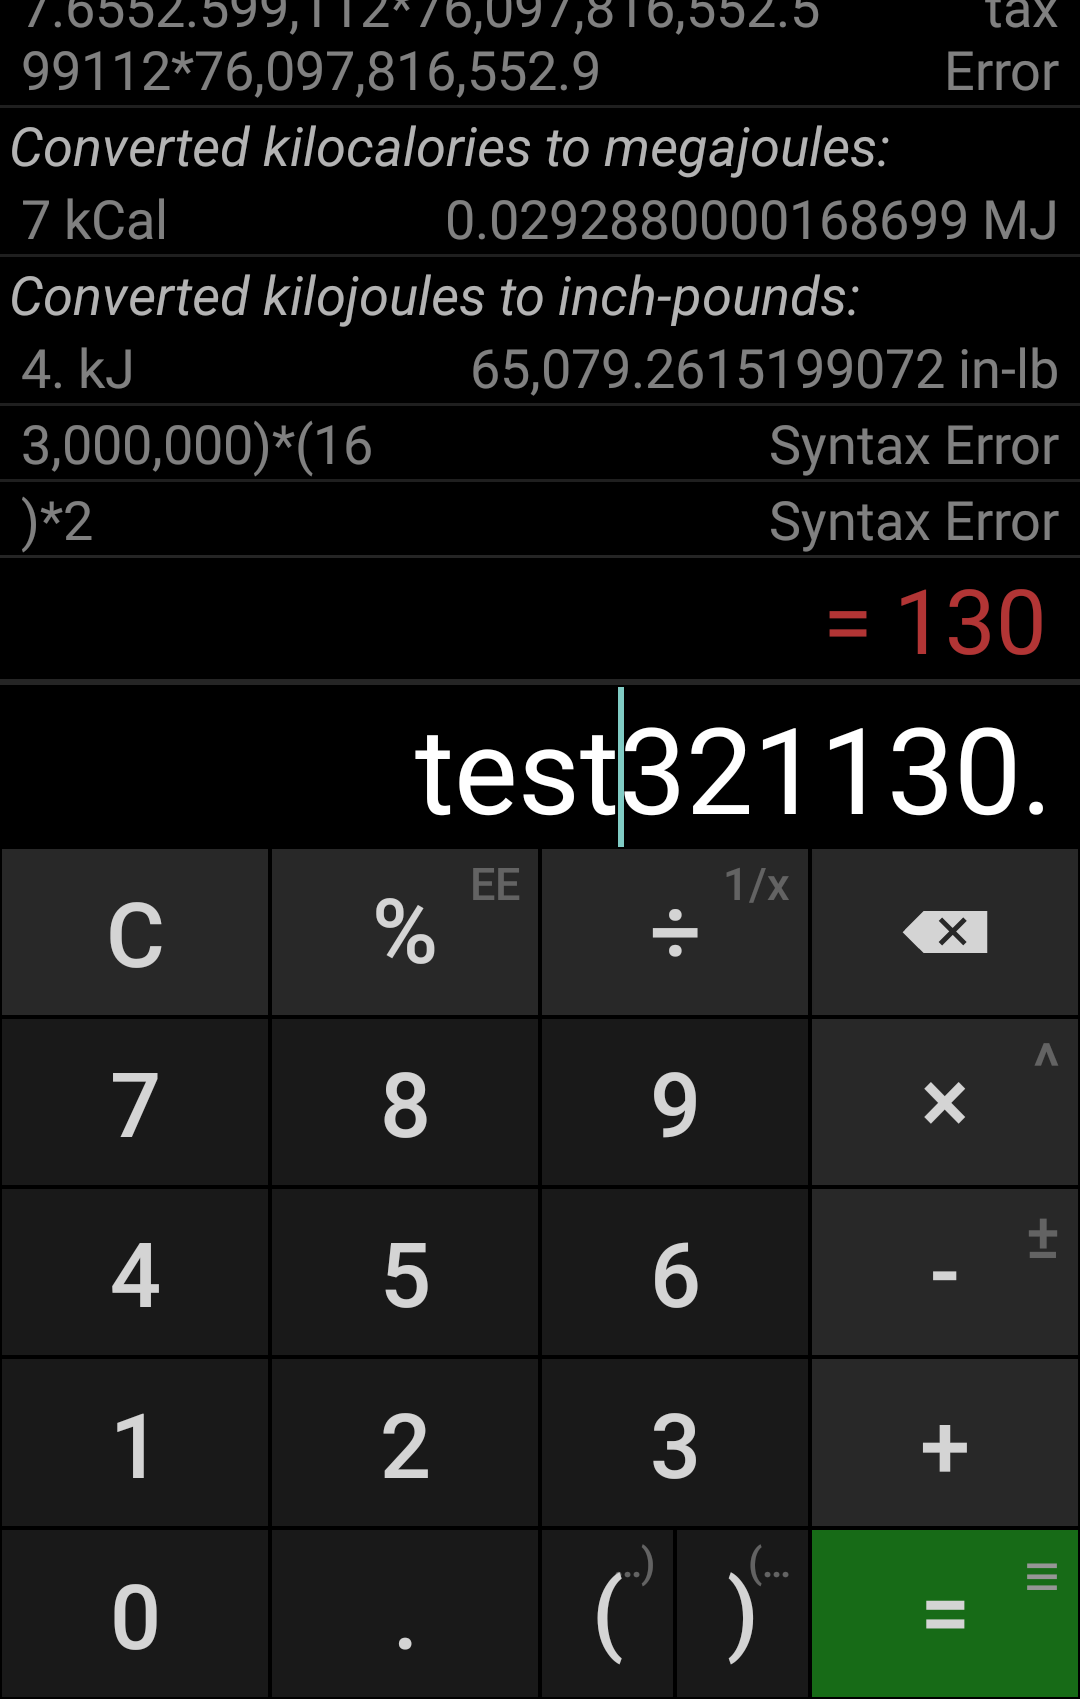 7.6552.599,112*76,097,816,552.5 tax
99112*76,097,816,552.9 Error
Converted kilocalories to megajoules:
7 kCal 0.0292880000168699 MJ
Converted kilojoules to inch-pounds:
4. kJ 65,079.2615199072 in-lb
3,000,000)*(16 Syntax Error
)*2 Syntax Error
= 130
test321130.
C % EE ÷ 1/x
7 8 9 × ^
4 5 6 - ±
1 2 3 +
0 . ( ..) ) (... = ≡